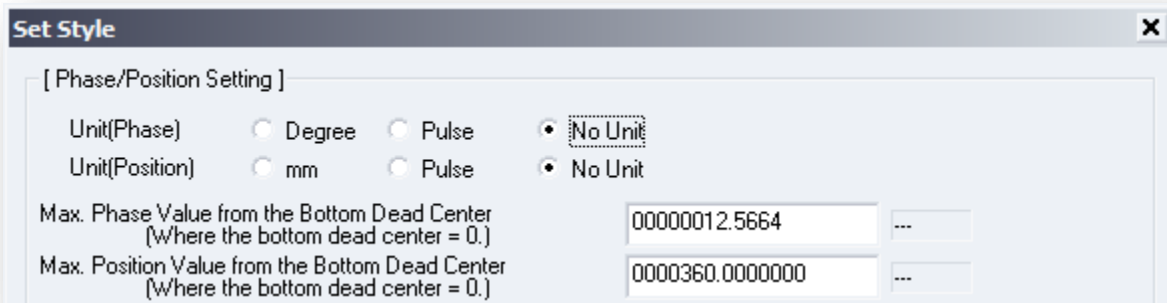 Set Style
[ Phase/Position Setting ]
Unit(Phase) Degree Pulse No Unit
Unit(Position) mm Pulse No Unit
Max. Phase Value from the Bottom Dead Center
(Where the bottom dead center = 0.)
00000012.5664 ---
Max. Position Value from the Bottom Dead Center
(Where the bottom dead center = 0.)
0000360.0000000 ---